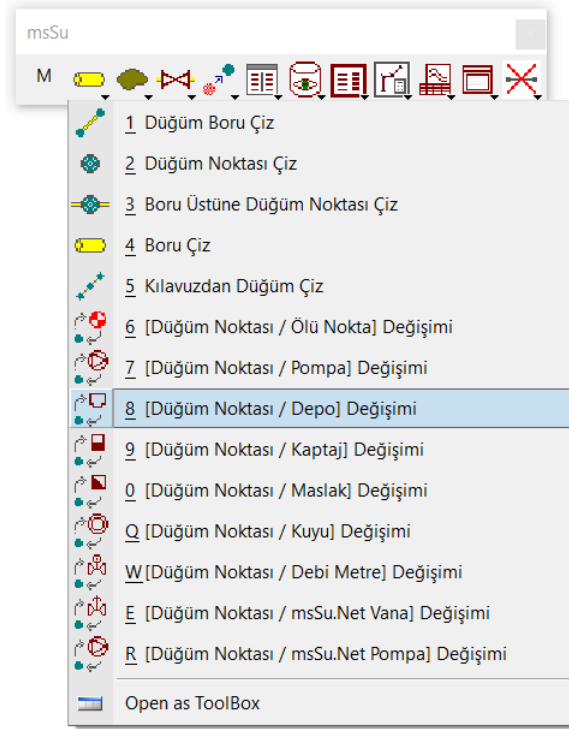 msSu
M
1 Düğüm Boru Çiz
2 Düğüm Noktası Çiz
3 Boru Üstüne Düğüm Noktası Çiz
4 Boru Çiz
5 Kılavuzdan Düğüm Çiz
6 [Düğüm Noktası / Ölü Nokta] Değişimi
7 [Düğüm Noktası / Pompa] Değişimi
8 [Düğüm Noktası / Depo] Değişimi
9 [Düğüm Noktası / Kaptaj] Değişimi
0 [Düğüm Noktası / Maslak] Değişimi
Q [Düğüm Noktası / Kuyu] Değişimi
W [Düğüm Noktası / Debi Metre] Değişimi
E [Düğüm Noktası / msSu.Net Vana] Değişimi
R [Düğüm Noktası / msSu.Net Pompa] Değişimi
Open as ToolBox